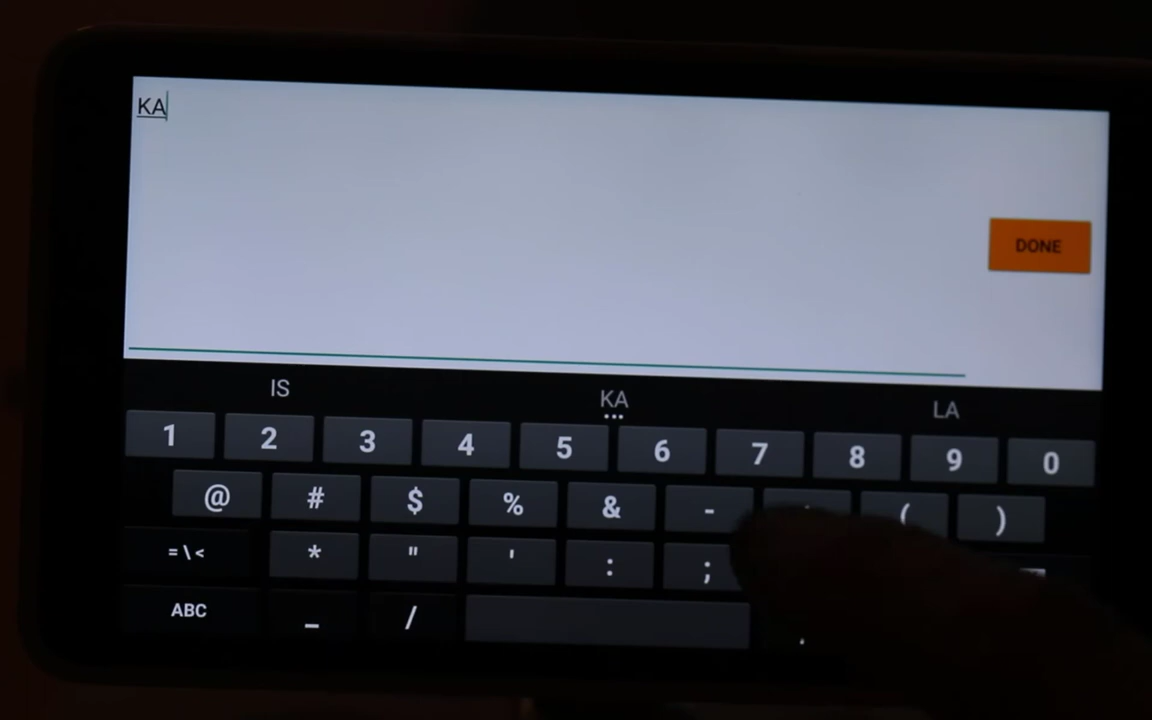 KA
DONE
IS KA LA
1 2 3 4 5 6 7 8 9 0
@ # $ % & - ( )
=\< * " ' : ;
ABC _ / .